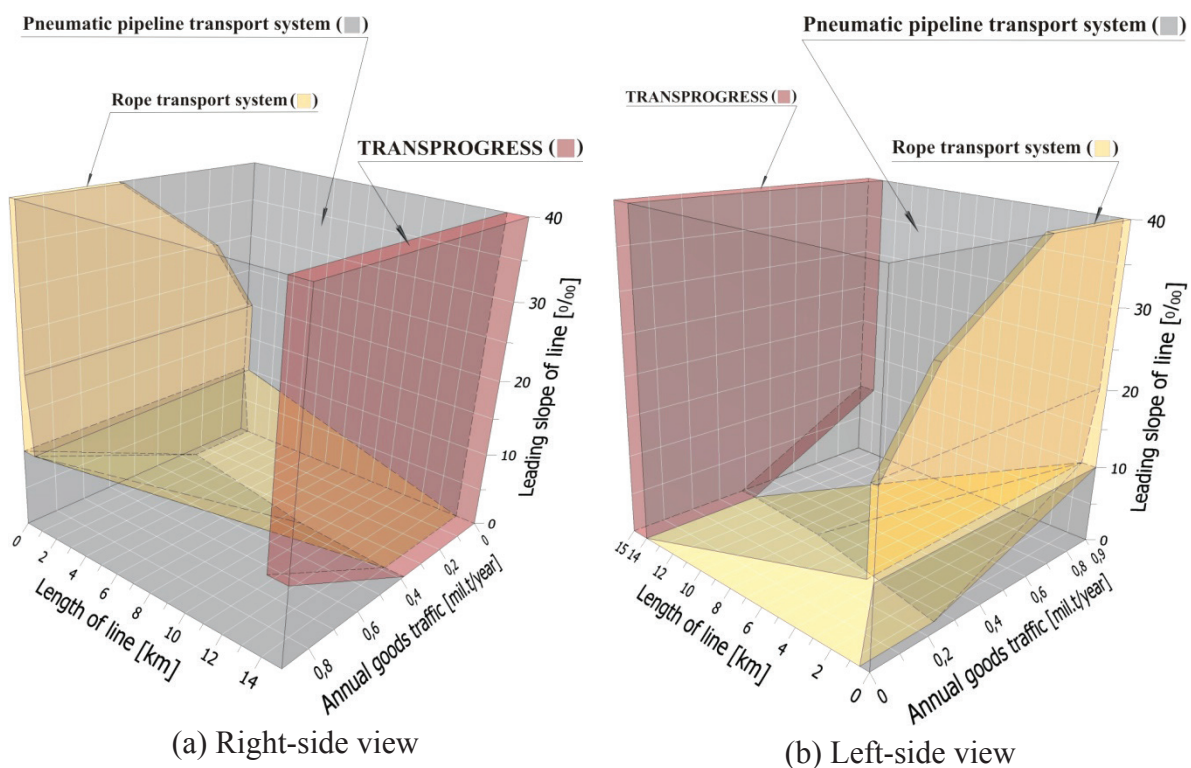 Pneumatic pipeline transport system ( )
Rope transport system ( )
TRANSPROGRESS ( )
40
30
20
10
0
Leading slope of line [0/00]
0
2
4
6
8
10
12
14
Length of line [km]
0
0,2
0,4
0,6
0,8
Annual goods traffic [mil.t/year]
(a) Right-side view
Pneumatic pipeline transport system ( )
TRANSPROGRESS ( )
Rope transport system ( )
40
30
20
10
0
Leading slope of line [0/00]
15
14
12
10
8
6
4
2
0
Length of line [km]
0
0,2
0,4
0,6
0,8
0,9
Annual goods traffic [mil.t/year]
(b) Left-side view